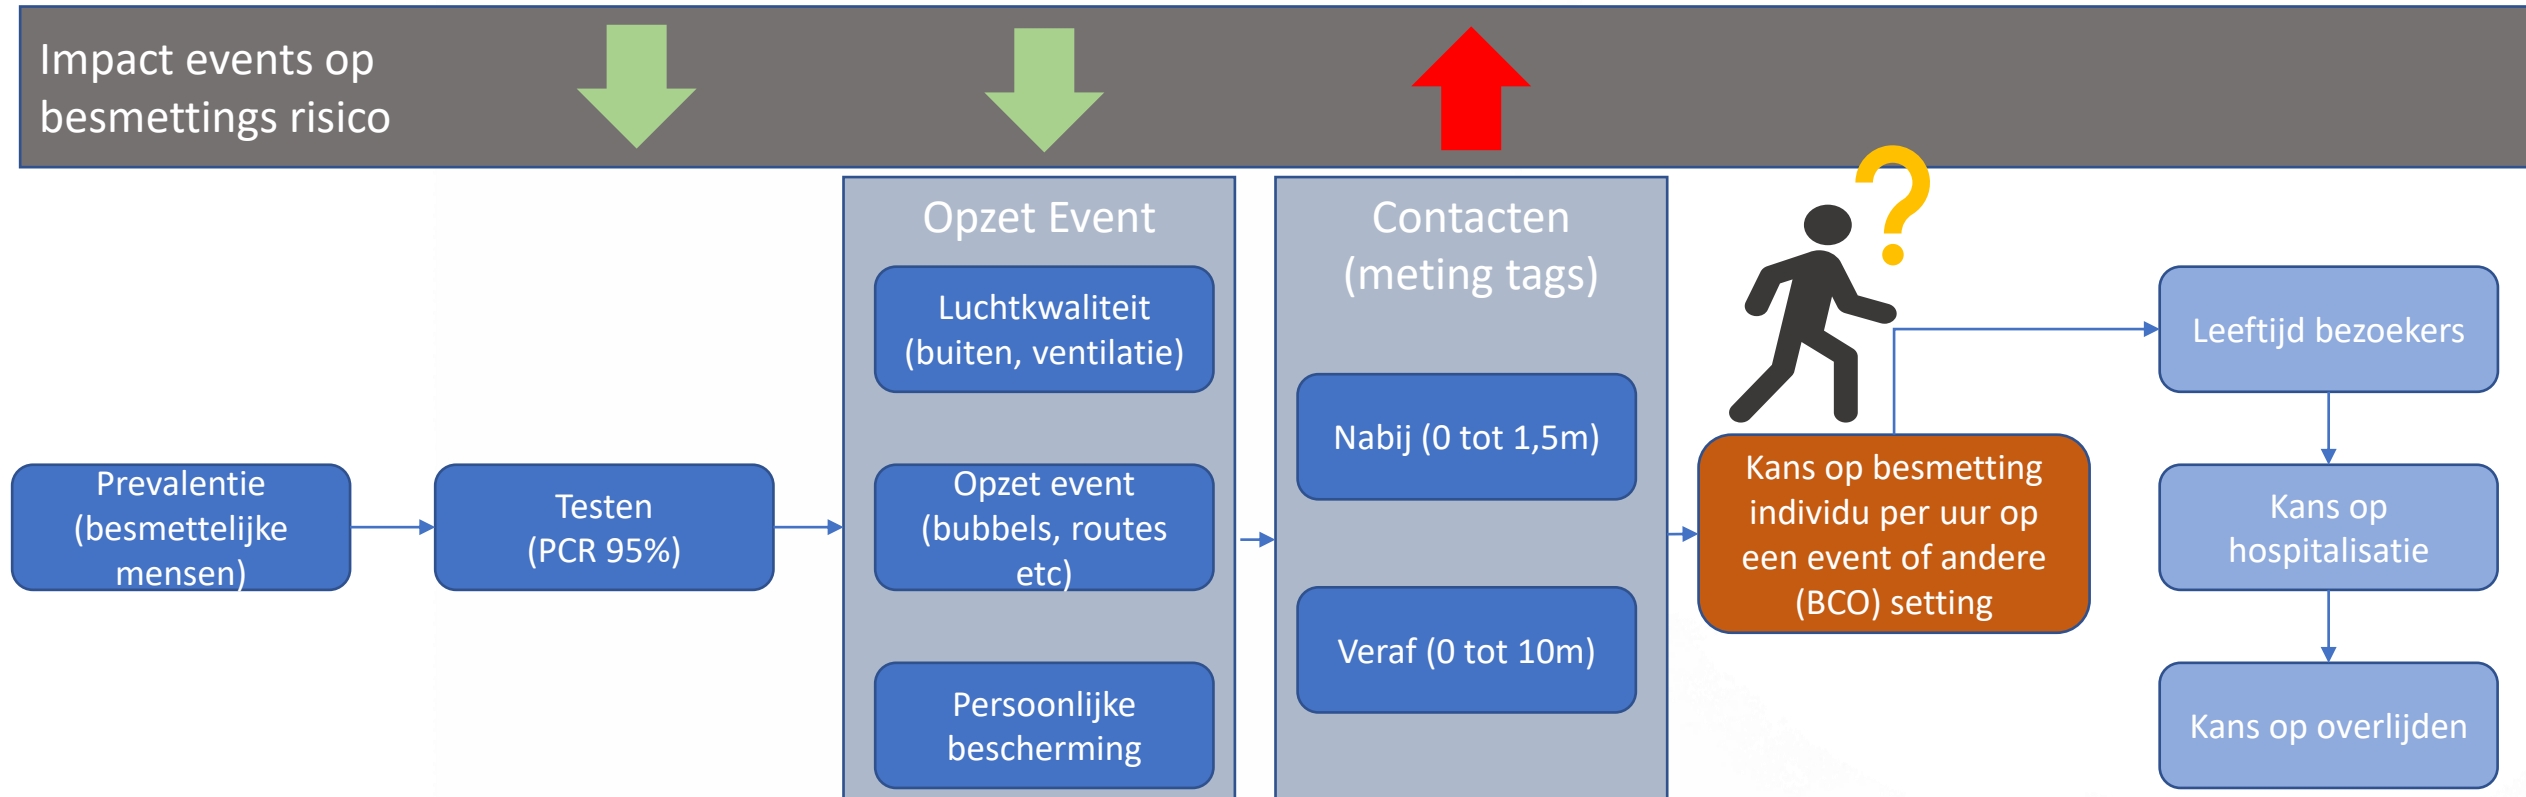 Impact events op
besmettings risico
?
Prevalentie
(besmettelijke
mensen)
Testen
(PCR 95%)
Opzet Event
Luchtkwaliteit
(buiten, ventilatie)
Opzet event
(bubbels, routes
etc)
Persoonlijke
bescherming
Contacten
(meting tags)
Nabij (0 tot 1,5m)
Veraf (0 tot 10m)
Kans op besmetting
individu per uur op
een event of andere
(BCO) setting
Leeftijd bezoekers
Kans op
hospitalisatie
Kans op overlijden